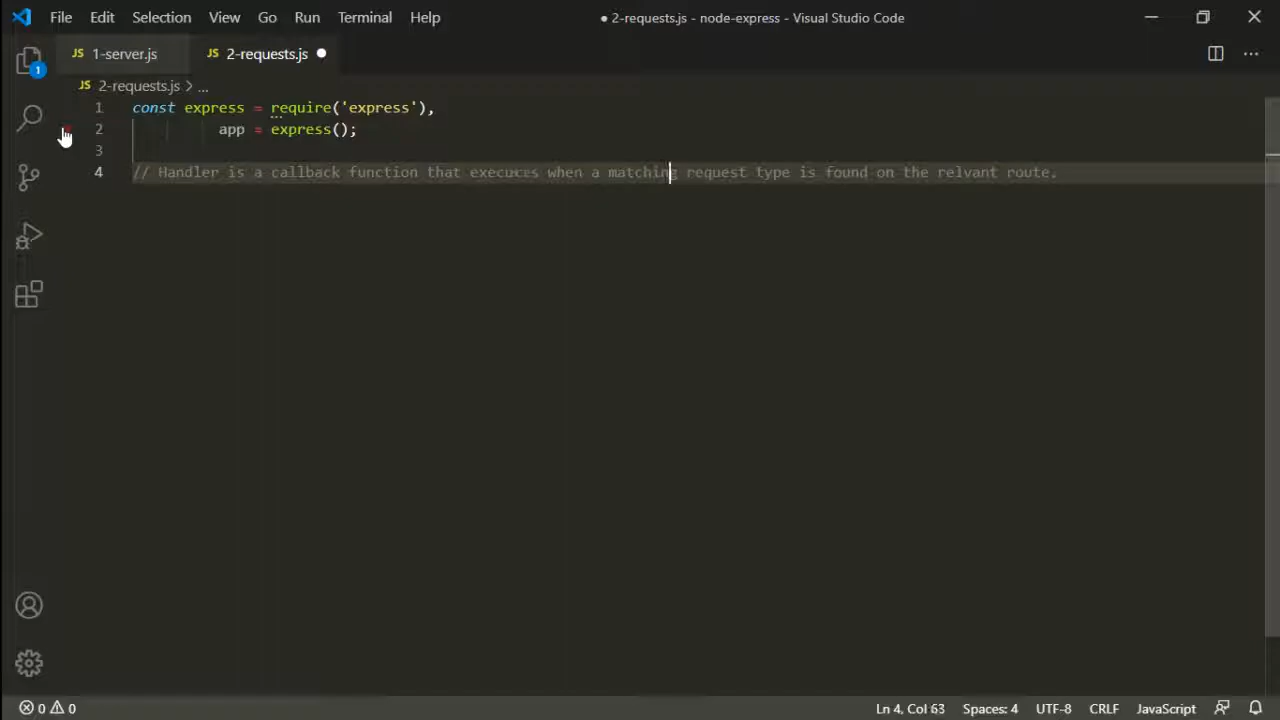 File Edit Selection View Go Run Terminal Help ● 2-requests.js - node-express - Visual Studio Code
JS 1-server.js JS 2-requests.js ●
JS 2-requests.js > ...
1 const express = require('express'),
2 app = express();
3
4 // Handler is a callback function that executes when a matching request type is found on the relvant route.
1
0 0 Ln 4, Col 63 Spaces: 4 UTF-8 CRLF JavaScript